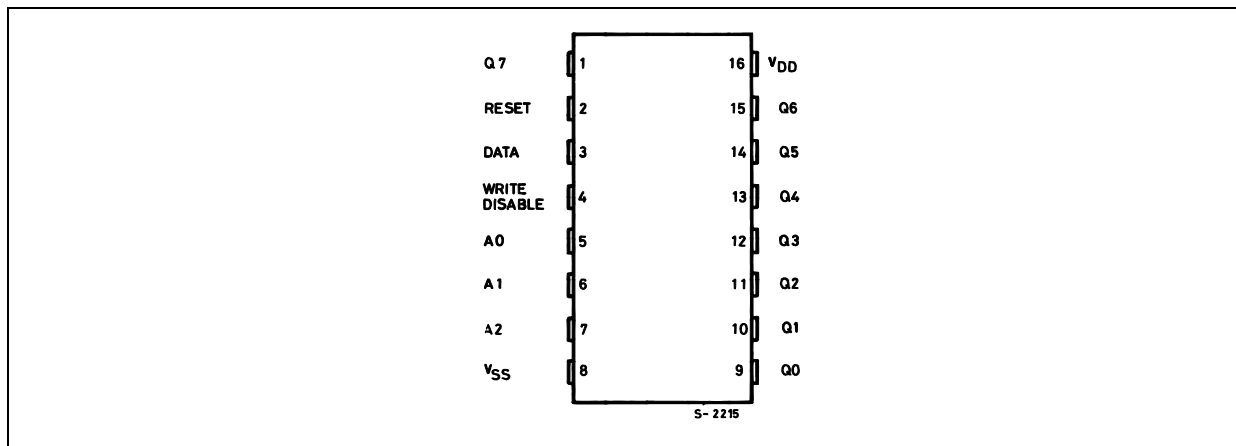 Q7 1 16 VDD
RESET 2 15 Q6
DATA 3 14 Q5
WRITE
DISABLE 4 13 Q4
A0 5 12 Q3
A1 6 11 Q2
A2 7 10 Q1
VSS 8 9 Q0
S-2215